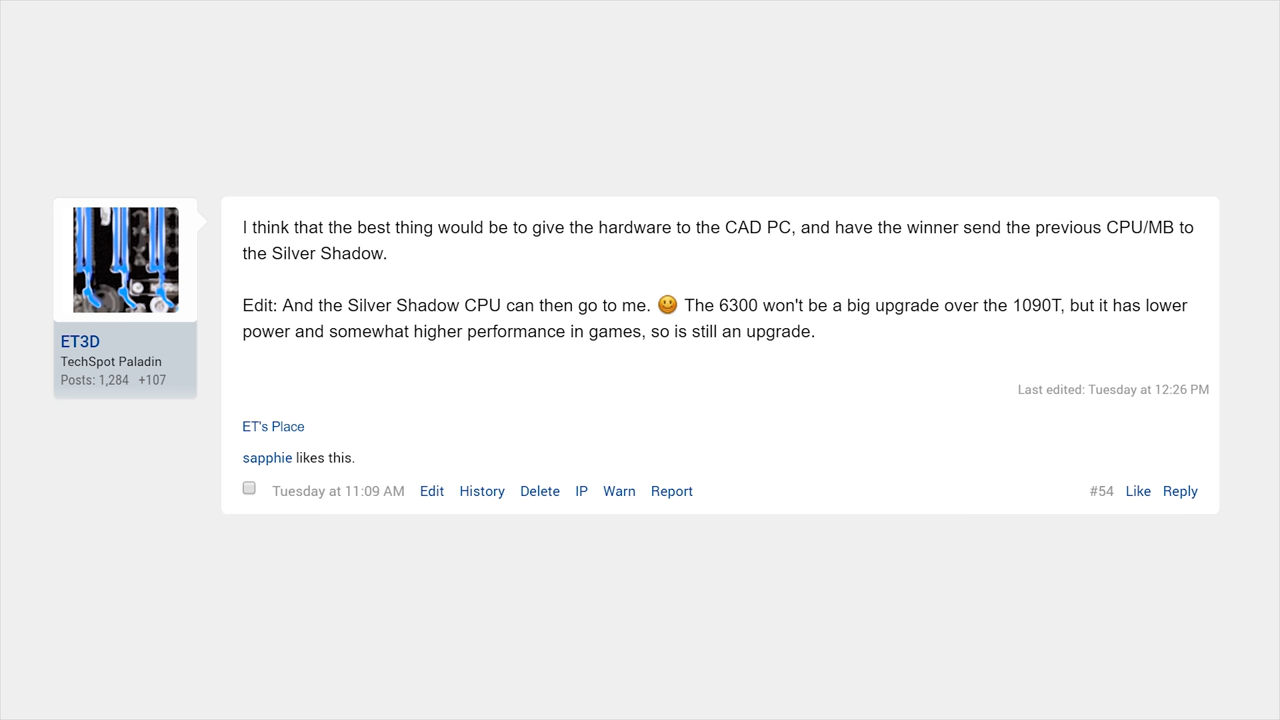 I think that the best thing would be to give the hardware to the CAD PC, and have the winner send the previous CPU/MB to
the Silver Shadow.
Edit: And the Silver Shadow CPU can then go to me. 😀 The 6300 won't be a big upgrade over the 1090T, but it has lower
power and somewhat higher performance in games, so is still an upgrade.
ET3D
TechSpot Paladin
Posts: 1,284 +107
Last edited: Tuesday at 12:26 PM
ET's Place
sapphie likes this.
Tuesday at 11:09 AM Edit History Delete IP Warn Report #54 Like Reply